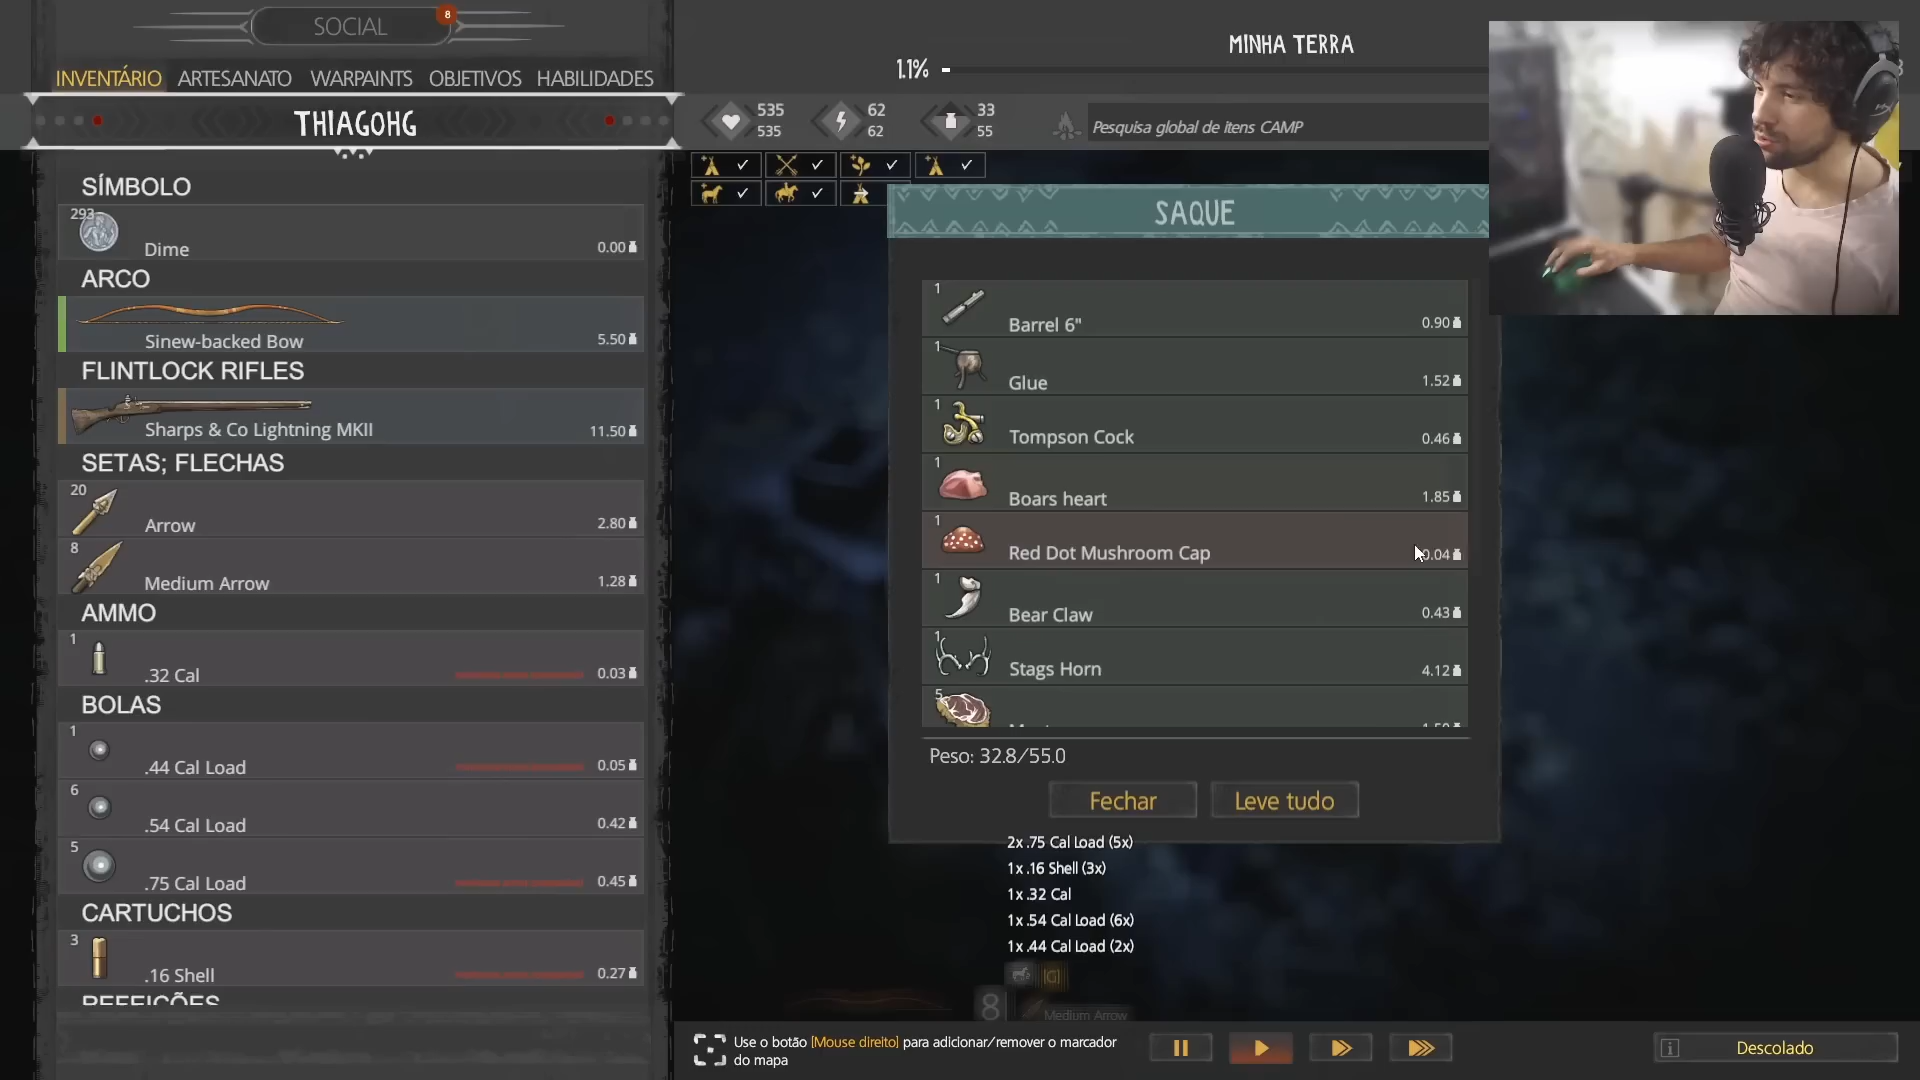 SOCIAL
8
INVENTÁRIO ARTESANATO WARPAINTS OBJETIVOS HABILIDADES
THIAGOHG
SÍMBOLO
293
Dime
0.00
ARCO
Sinew-backed Bow
5.50
FLINTLOCK RIFLES
Sharps & Co Lightning MKII
11.50
SETAS; FLECHAS
20
Arrow
2.80
8
Medium Arrow
1.28
AMMO
1
.32 Cal
0.03
BOLAS
1
.44 Cal Load
0.05
6
.54 Cal Load
0.42
5
.75 Cal Load
0.45
CARTUCHOS
3
.16 Shell
0.27
REFEIÇÕES
MINHA TERRA
1.1%
535
535
62
62
33
55
Pesquisa global de itens CAMP
SAQUE
1
Barrel 6"
0.90
1
Glue
1.52
1
Tompson Cock
0.46
1
Boars heart
1.85
1
Red Dot Mushroom Cap
0.04
1
Bear Claw
0.43
1
Stags Horn
4.12
5
Peso: 32.8/55.0
Fechar
Leve tudo
2x .75 Cal Load (5x)
1x .16 Shell (3x)
1x .32 Cal
1x .54 Cal Load (6x)
1x .44 Cal Load (2x)
[G]
8
Medium Arrow
Use o botão [Mouse direito] para adicionar/remover o marcador
do mapa
Descolado